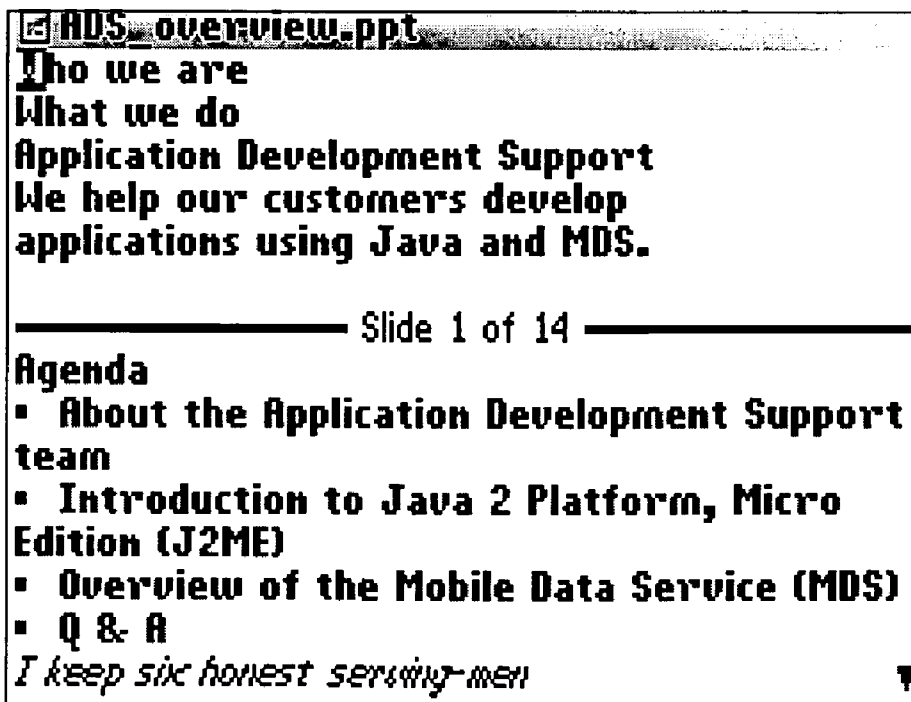 ADS_overview.ppt
Who we are
What we do
Application Development Support
We help our customers develop
applications using Java and MDS.
Slide 1 of 14
Agenda
▪ About the Application Development Support
team
▪ Introduction to Java 2 Platform, Micro
Edition (J2ME)
▪ Overview of the Mobile Data Service (MDS)
▪ Q & A
I keep six honest serving-men